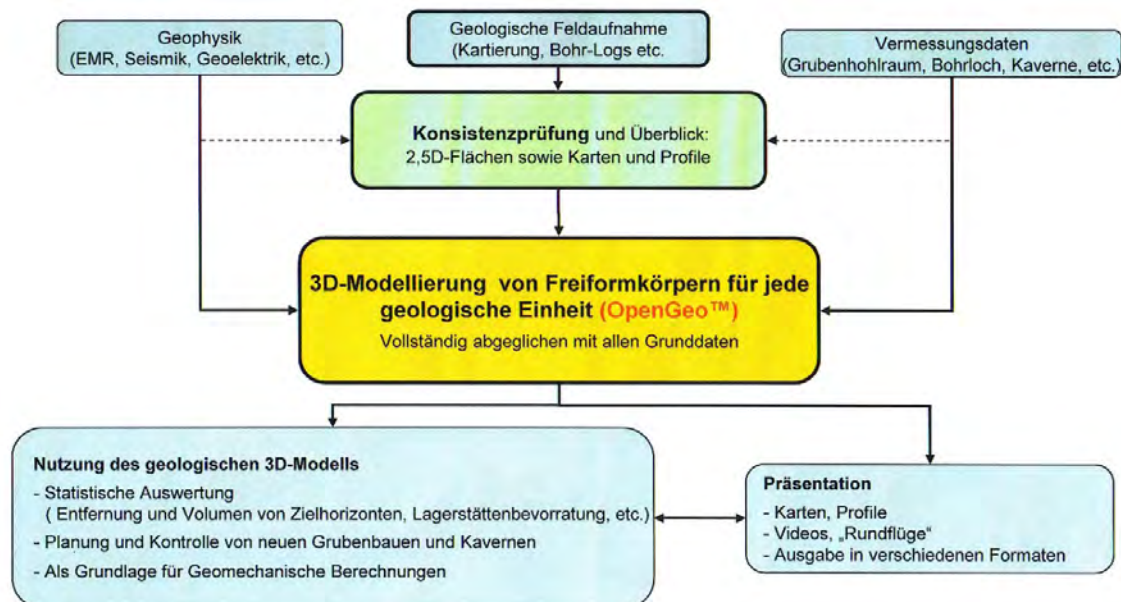 Geophysik
(EMR, Seismik, Geoelektrik, etc.)
Geologische Feldaufnahme
(Kartierung, Bohr-Logs etc.
Vermessungsdaten
(Grubenhohlraum, Bohrloch, Kaverne, etc.)
Konsistenzprüfung und Überblick:
2,5D-Flächen sowie Karten und Profile
3D-Modellierung von Freiformkörpern für jede
geologische Einheit (OpenGeo™)
Vollständig abgeglichen mit allen Grunddaten
Nutzung des geologischen 3D-Modells
- Statistische Auswertung
( Entfernung und Volumen von Zielhorizonten, Lagerstättenbevorratung, etc.)
- Planung und Kontrolle von neuen Grubenbauen und Kavernen
- Als Grundlage für Geomechanische Berechnungen
Präsentation
- Karten, Profile
- Videos, „Rundflüge“
- Ausgabe in verschiedenen Formaten